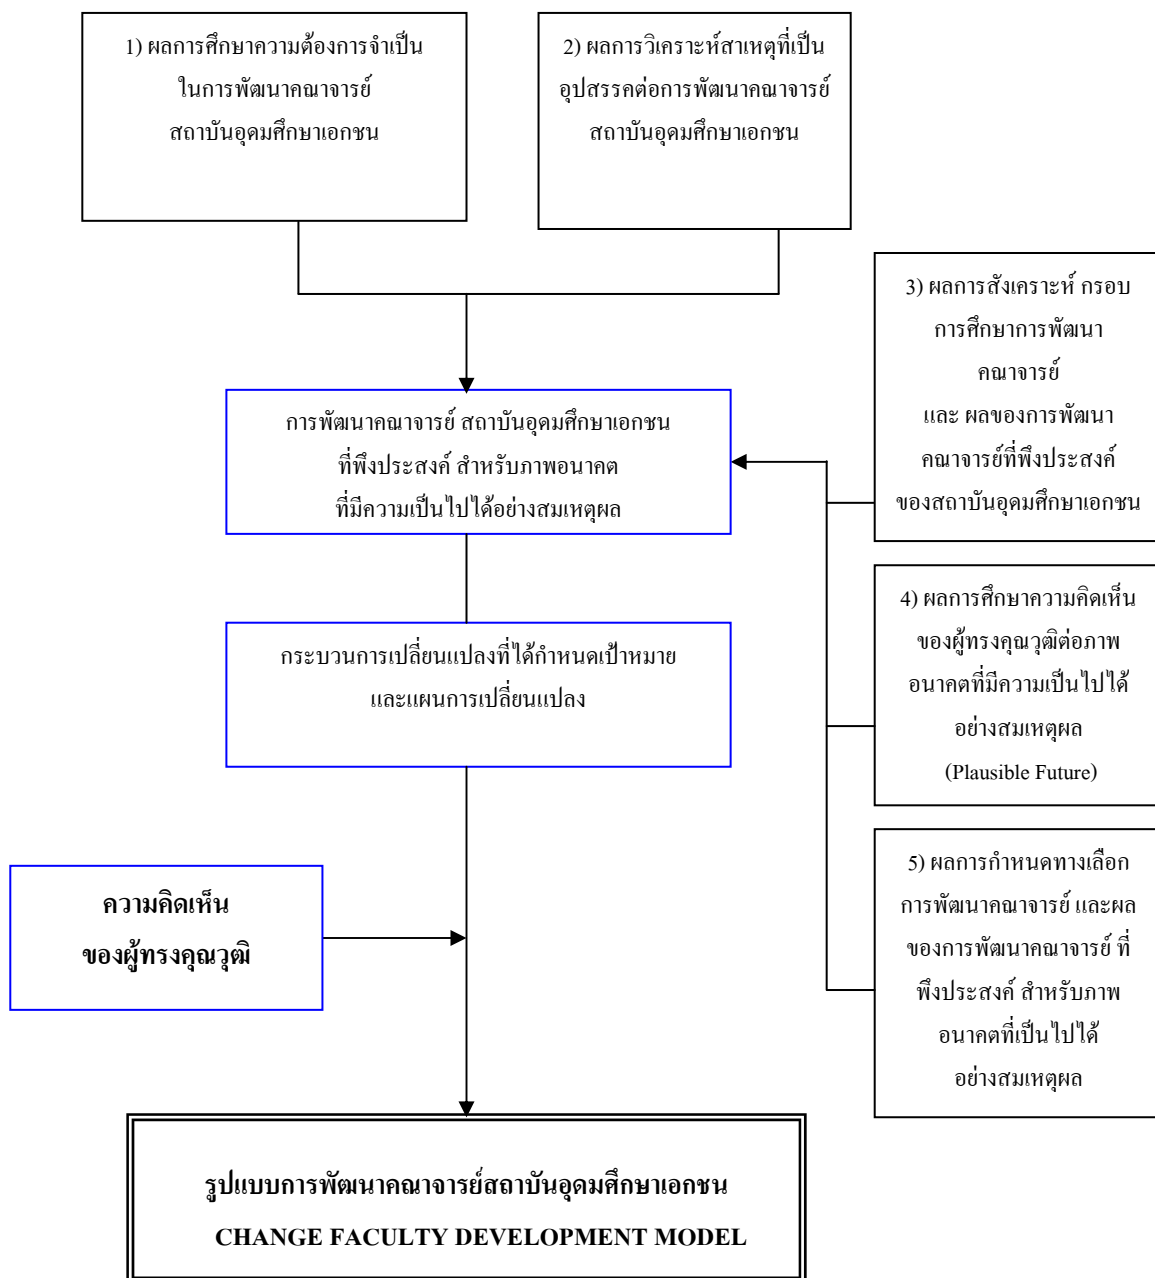 1) ผลการศึกษาความต้องการจำเป็น
ในการพัฒนาคณาจารย์
สถาบันอุดมศึกษาเอกชน
2) ผลการวิเคราะห์สาเหตุที่เป็น
อุปสรรคต่อการพัฒนาคณาจารย์
สถาบันอุดมศึกษาเอกชน
3) ผลการสังเคราะห์ กรอบ
การศึกษาการพัฒนา
คณาจารย์
และ ผลของการพัฒนา
คณาจารย์ที่พึงประสงค์
ของสถาบันอุดมศึกษาเอกชน
การพัฒนาคณาจารย์ สถาบันอุดมศึกษาเอกชน
ที่พึงประสงค์ สำหรับภาพอนาคต
ที่มีความเป็นไปได้อย่างสมเหตุผล
4) ผลการศึกษาความคิดเห็น
ของผู้ทรงคุณวุฒิต่อภาพ
อนาคตที่มีความเป็นไปได้
อย่างสมเหตุผล
(Plausible Future)
กระบวนการเปลี่ยนแปลงที่ได้กำหนดเป้าหมาย
และแผนการเปลี่ยนแปลง
5) ผลการกำหนดทางเลือก
การพัฒนาคณาจารย์ และผล
ของการพัฒนาคณาจารย์ ที่
พึงประสงค์ สำหรับภาพ
อนาคตที่เป็นไปได้
อย่างสมเหตุผล
ความคิดเห็น
ของผู้ทรงคุณวุฒิ
รูปแบบการพัฒนาคณาจารย์สถาบันอุดมศึกษาเอกชน
CHANGE FACULTY DEVELOPMENT MODEL